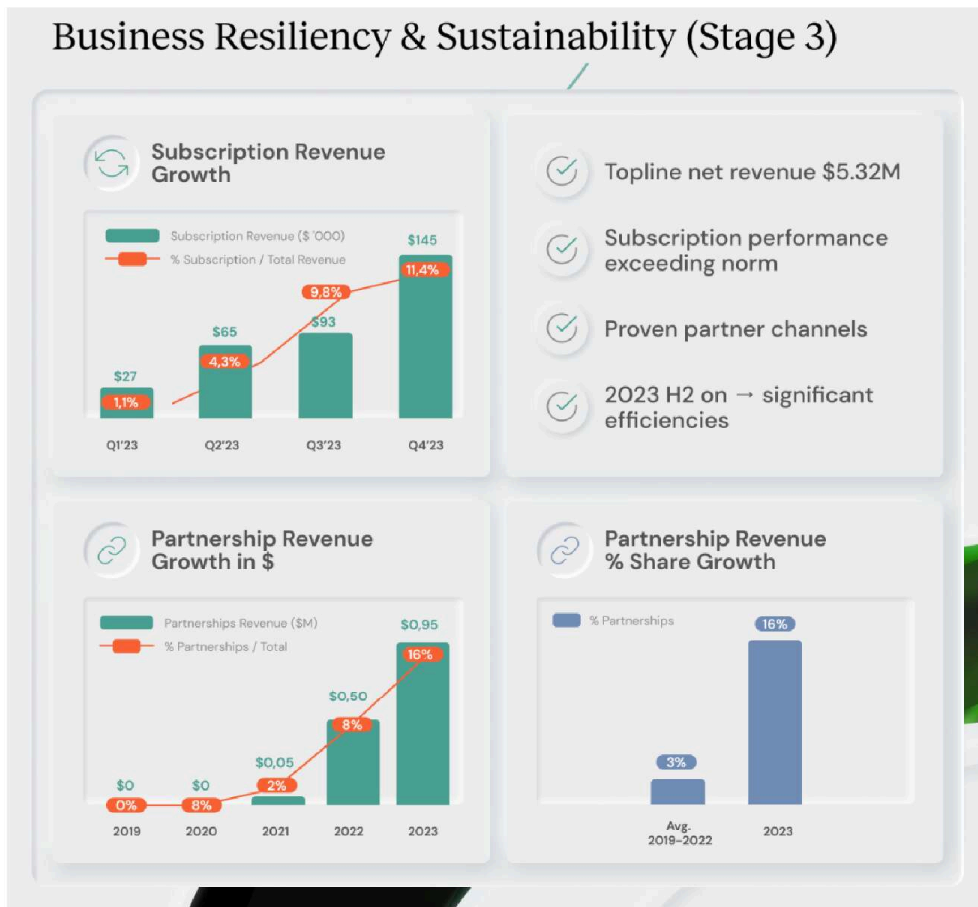 Business Resiliency & Sustainability (Stage 3)
Subscription Revenue
Growth
Subscription Revenue ($ '000)
% Subscription / Total Revenue
$27
$65
$93
$145
1,1%
4,3%
9,8%
11,4%
Q1'23
Q2'23
Q3'23
Q4'23
Topline net revenue $5.32M
Subscription performance
exceeding norm
Proven partner channels
2023 H2 on → significant
efficiencies
Partnership Revenue
Growth in $
Partnerships Revenue ($M)
% Partnerships / Total
$0
$0
$0,05
$0,50
$0,95
0%
8%
2%
8%
16%
2019
2020
2021
2022
2023
Partnership Revenue
% Share Growth
% Partnerships
3%
16%
Avg.
2019–2022
2023